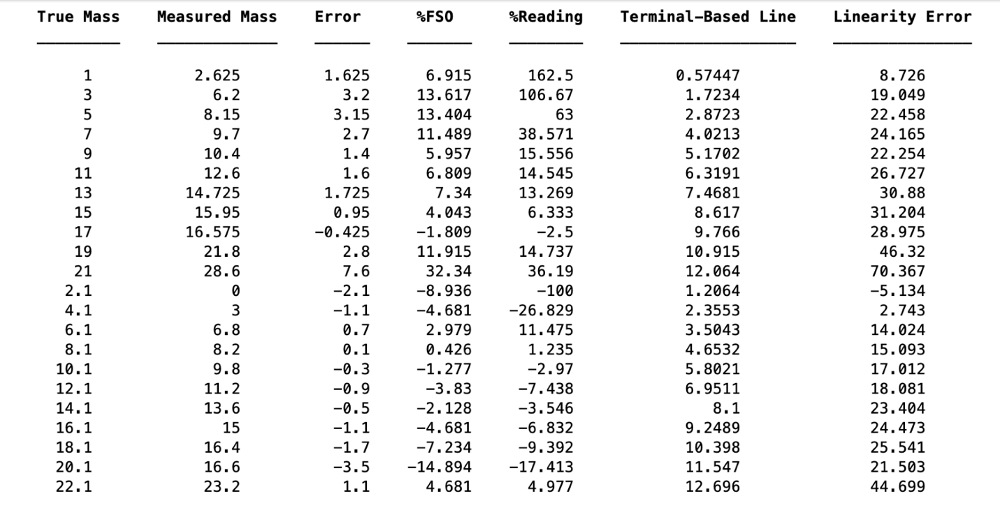 True Mass Measured Mass Error %FSO %Reading Terminal-Based Line Linearity Error
1 2.625 1.625 6.915 162.5 0.57447 8.726
3 6.2 3.2 13.617 106.67 1.7234 19.049
5 8.15 3.15 13.404 63 2.8723 22.458
7 9.7 2.7 11.489 38.571 4.0213 24.165
9 10.4 1.4 5.957 15.556 5.1702 22.254
11 12.6 1.6 6.809 14.545 6.3191 26.727
13 14.725 1.725 7.34 13.269 7.4681 30.88
15 15.95 0.95 4.043 6.333 8.617 31.204
17 16.575 -0.425 -1.809 -2.5 9.766 28.975
19 21.8 2.8 11.915 14.737 10.915 46.32
21 28.6 7.6 32.34 36.19 12.064 70.367
2.1 0 -2.1 -8.936 -100 1.2064 -5.134
4.1 3 -1.1 -4.681 -26.829 2.3553 2.743
6.1 6.8 0.7 2.979 11.475 3.5043 14.024
8.1 8.2 0.1 0.426 1.235 4.6532 15.093
10.1 9.8 -0.3 -1.277 -2.97 5.8021 17.012
12.1 11.2 -0.9 -3.83 -7.438 6.9511 18.081
14.1 13.6 -0.5 -2.128 -3.546 8.1 23.404
16.1 15 -1.1 -4.681 -6.832 9.2489 24.473
18.1 16.4 -1.7 -7.234 -9.392 10.398 25.541
20.1 16.6 -3.5 -14.894 -17.413 11.547 21.503
22.1 23.2 1.1 4.681 4.977 12.696 44.699